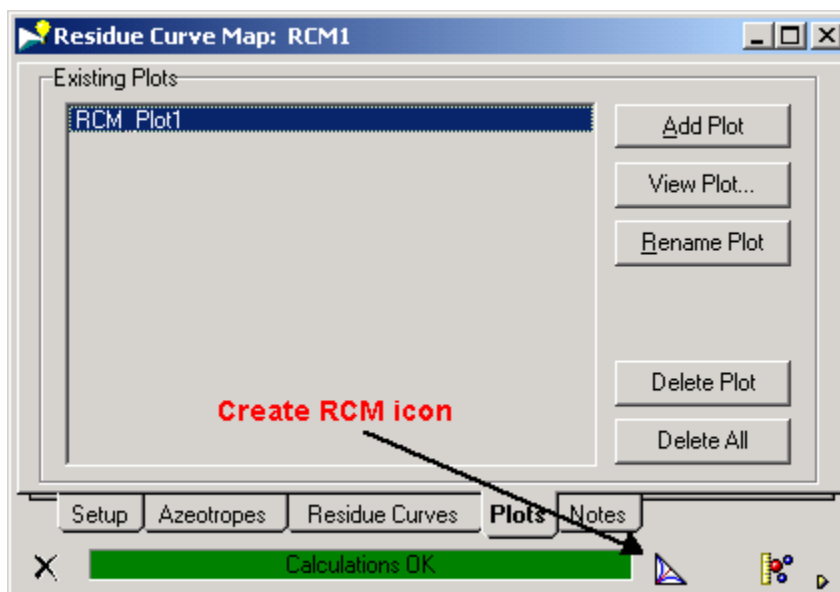 Residue Curve Map: RCM1
Existing Plots
RCM_Plot1
Add Plot
View Plot...
Rename Plot
Delete Plot
Create RCM icon
Delete All
Setup Azeotropes Residue Curves Plots Notes
Calculations OK